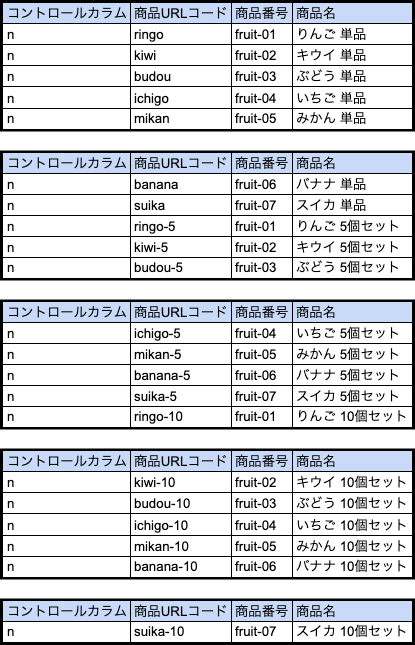 コントロールカラム 商品URLコード 商品番号 商品名
n ringo fruit-01 りんご 単品
n kiwi fruit-02 キウイ 単品
n budou fruit-03 ぶどう 単品
n ichigo fruit-04 いちご 単品
n mikan fruit-05 みかん 単品
コントロールカラム 商品URLコード 商品番号 商品名
n banana fruit-06 バナナ 単品
n suika fruit-07 スイカ 単品
n ringo-5 fruit-01 りんご 5個セット
n kiwi-5 fruit-02 キウイ 5個セット
n budou-5 fruit-03 ぶどう 5個セット
コントロールカラム 商品URLコード 商品番号 商品名
n ichigo-5 fruit-04 いちご 5個セット
n mikan-5 fruit-05 みかん 5個セット
n banana-5 fruit-06 バナナ 5個セット
n suika-5 fruit-07 スイカ 5個セット
n ringo-10 fruit-01 りんご 10個セット
コントロールカラム 商品URLコード 商品番号 商品名
n kiwi-10 fruit-02 キウイ 10個セット
n budou-10 fruit-03 ぶどう 10個セット
n ichigo-10 fruit-04 いちご 10個セット
n mikan-10 fruit-05 みかん 10個セット
n banana-10 fruit-06 バナナ 10個セット
コントロールカラム 商品URLコード 商品番号 商品名
n suika-10 fruit-07 スイカ 10個セット